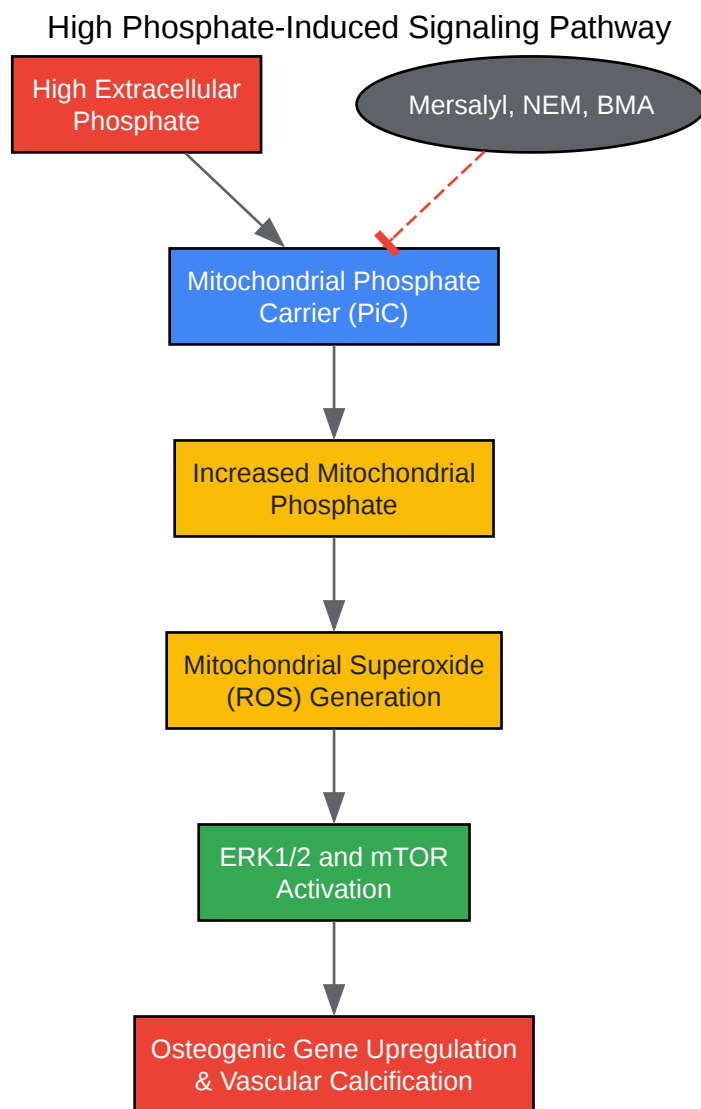 High Phosphate-Induced Signaling Pathway
High Extracellular
Phosphate
Mersalyl, NEM, BMA
Mitochondrial Phosphate
Carrier (PiC)
Increased Mitochondrial
Phosphate
Mitochondrial Superoxide
(ROS) Generation
ERK1/2 and mTOR
Activation
Osteogenic Gene Upregulation
& Vascular Calcification